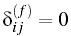 δ_{ij}^{(f)} = 0